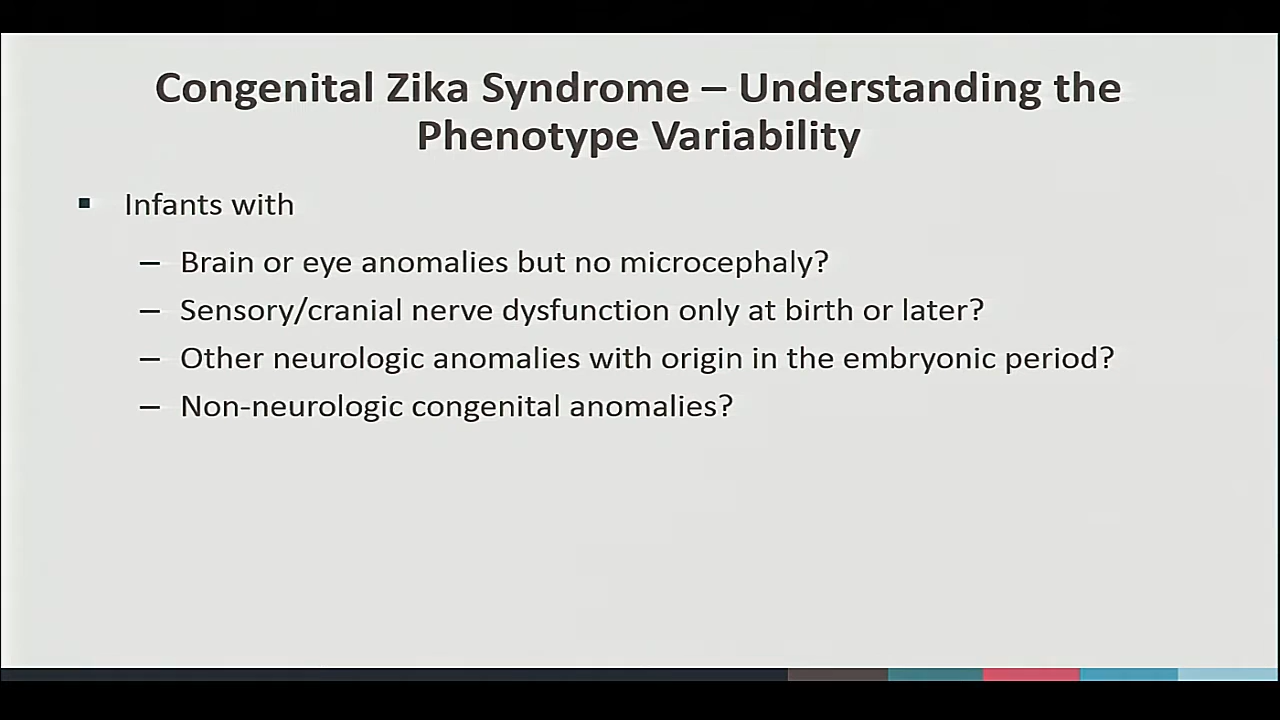 Congenital Zika Syndrome – Understanding the
Phenotype Variability
▪ Infants with
– Brain or eye anomalies but no microcephaly?
– Sensory/cranial nerve dysfunction only at birth or later?
– Other neurologic anomalies with origin in the embryonic period?
– Non-neurologic congenital anomalies?